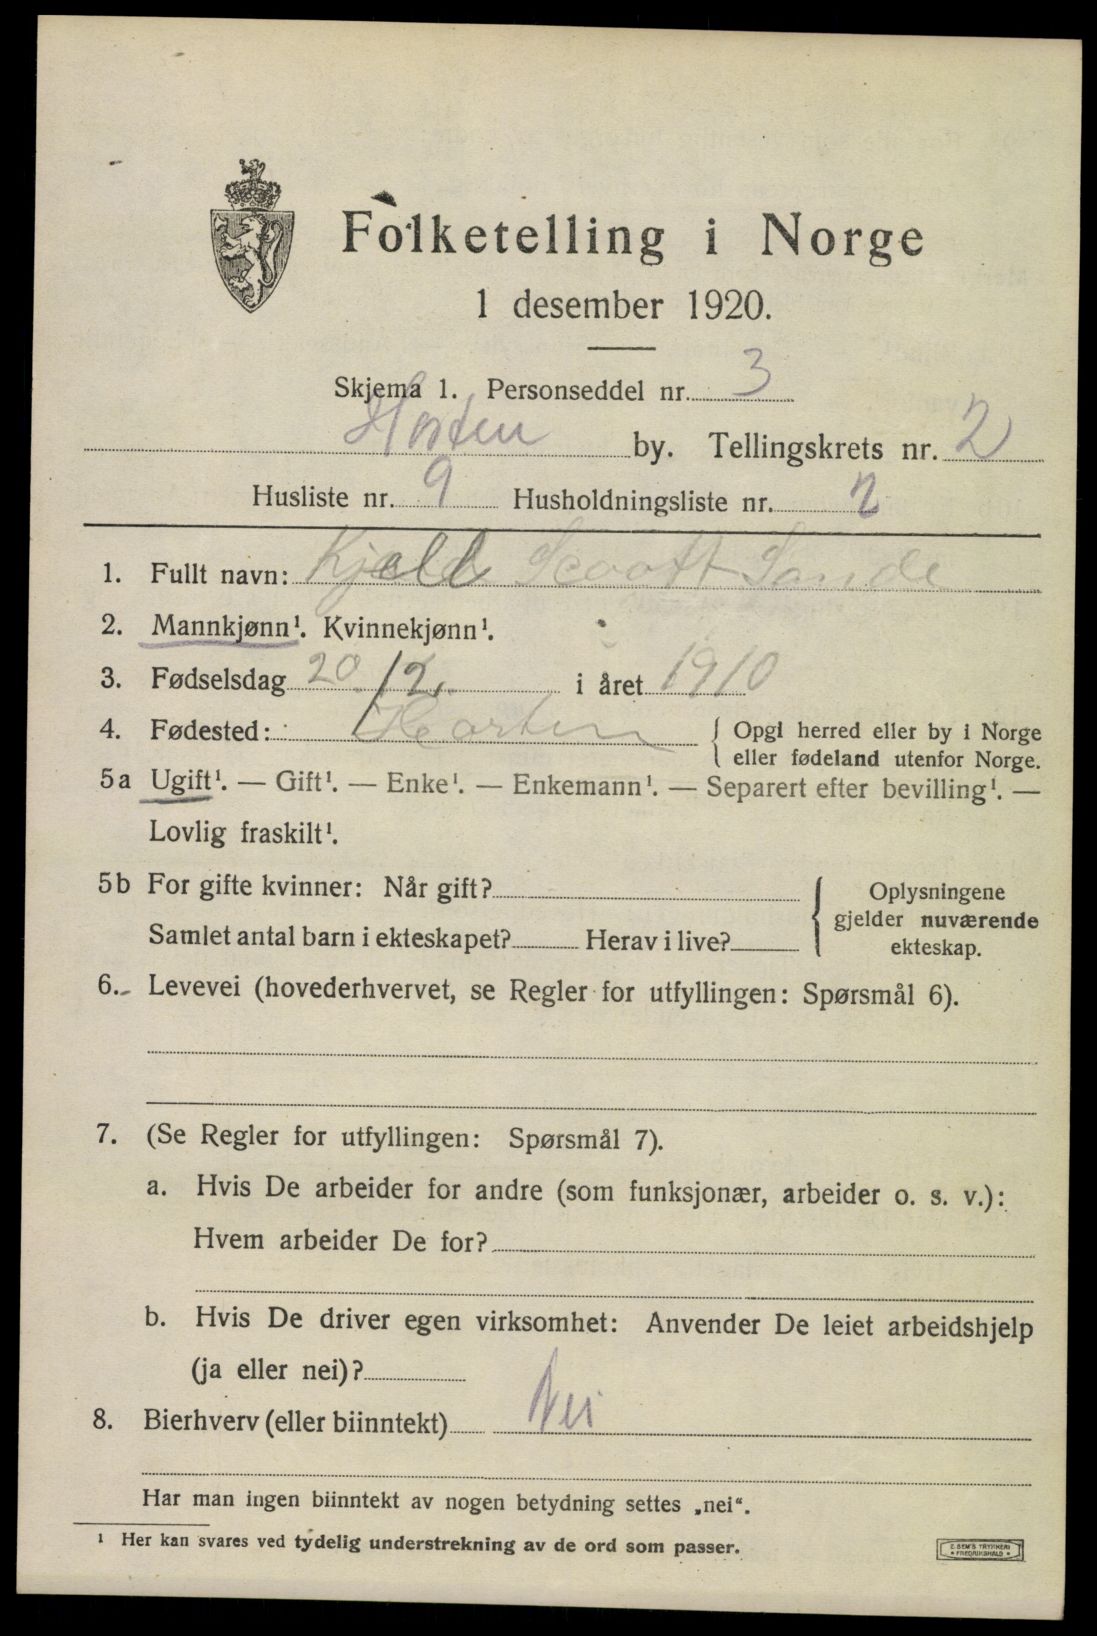 Folketelling i Norge
1 desember 1920.
Skjema 1. Personseddel nr. 3
Horten by. Tellingskrets nr. 2
Husliste nr. 9 Husholdningsliste nr. 2
1. Fullt navn: Kjell Scoott Sande
2. Mannkjønn¹. Kvinnekjønn¹.
3. Fødselsdag 20/12. i året 1910
4. Fødested: Horten { Opgi herred eller by i Norge
eller fødeland utenfor Norge.
5a Ugift¹. — Gift¹. — Enke¹. — Enkemann¹. — Separert efter bevilling¹. —
Lovlig fraskilt¹.
5b For gifte kvinner: Når gift?
Samlet antal barn i ekteskapet? Herav i live?
{ Oplysningene
gjelder nuværende
ekteskap.
6. Levevei (hovederhvervet, se Regler for utfyllingen: Spørsmål 6).
7. (Se Regler for utfyllingen: Spørsmål 7).
a. Hvis De arbeider for andre (som funksjonær, arbeider o. s. v.):
Hvem arbeider De for?
b. Hvis De driver egen virksomhet: Anvender De leiet arbeidshjelp
(ja eller nei)?
8. Bierhverv (eller biinntekt) Nei
Har man ingen biinntekt av nogen betydning settes „nei“.
¹ Her kan svares ved tydelig understrekning av de ord som passer.
E. SEM'S TRYKKERI
• FREDRIKSHALD •